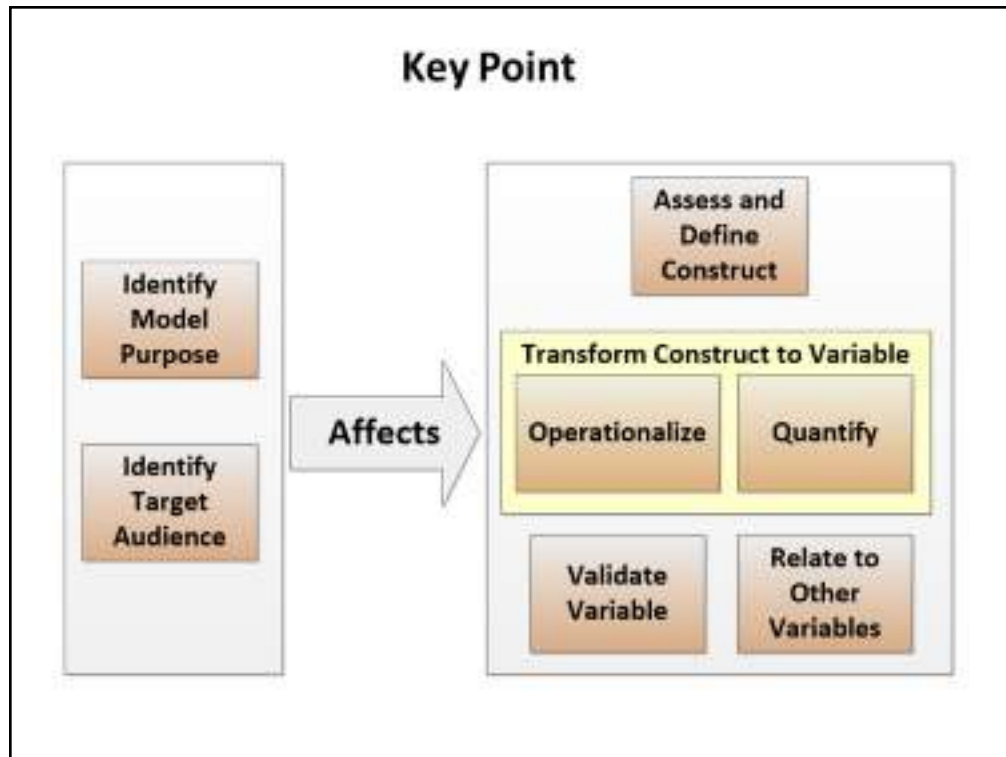 Key Point
Identify
Model
Purpose
Identify
Target
Audience
Affects
Assess and
Define
Construct
Transform Construct to Variable
Operationalize
Quantify
Validate
Variable
Relate to
Other
Variables